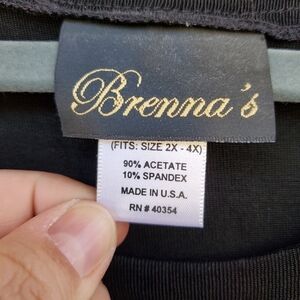 Brenna's
(FITS: SIZE 2X - 4X)
90% ACETATE
10% SPANDEX
MADE IN U.S.A.
RN # 40354